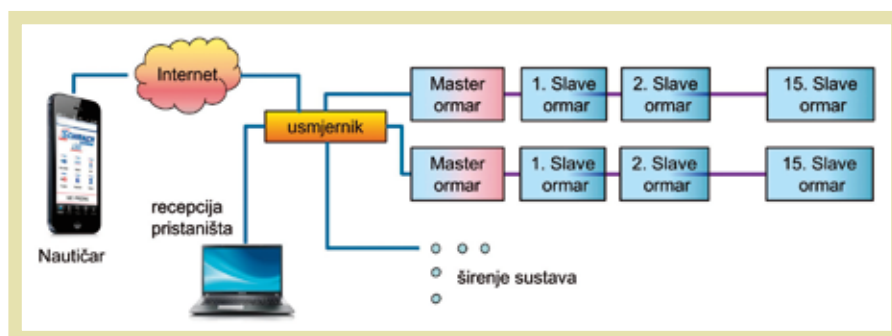 Internet
Master
ormar
1. Slave
ormar
2. Slave
ormar
15. Slave
ormar
usmjernik
Master
ormar
1. Slave
ormar
2. Slave
ormar
15. Slave
ormar
recepcija
pristaništa
Nautičar
širenje sustava